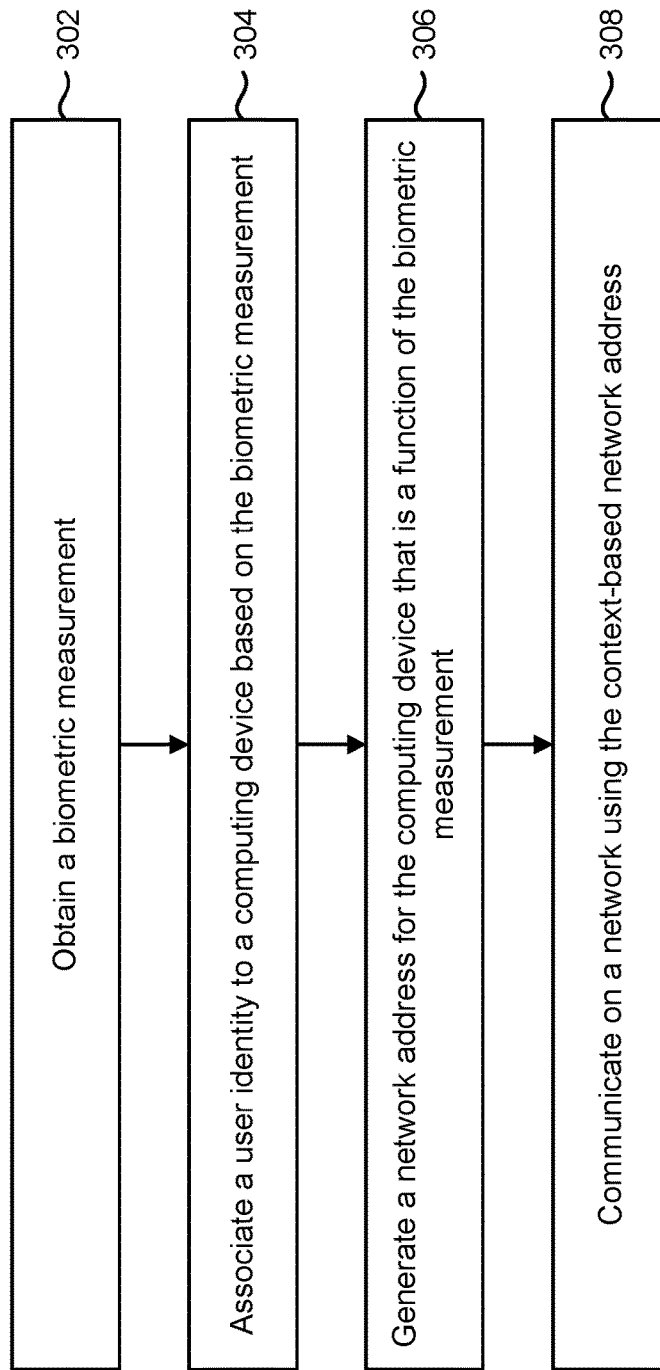 Obtain a biometric measurement
302
Associate a user identity to a computing device based on the biometric measurement
304
Generate a network address for the computing device that is a function of the biometric
measurement
306
Communicate on a network using the context-based network address
308